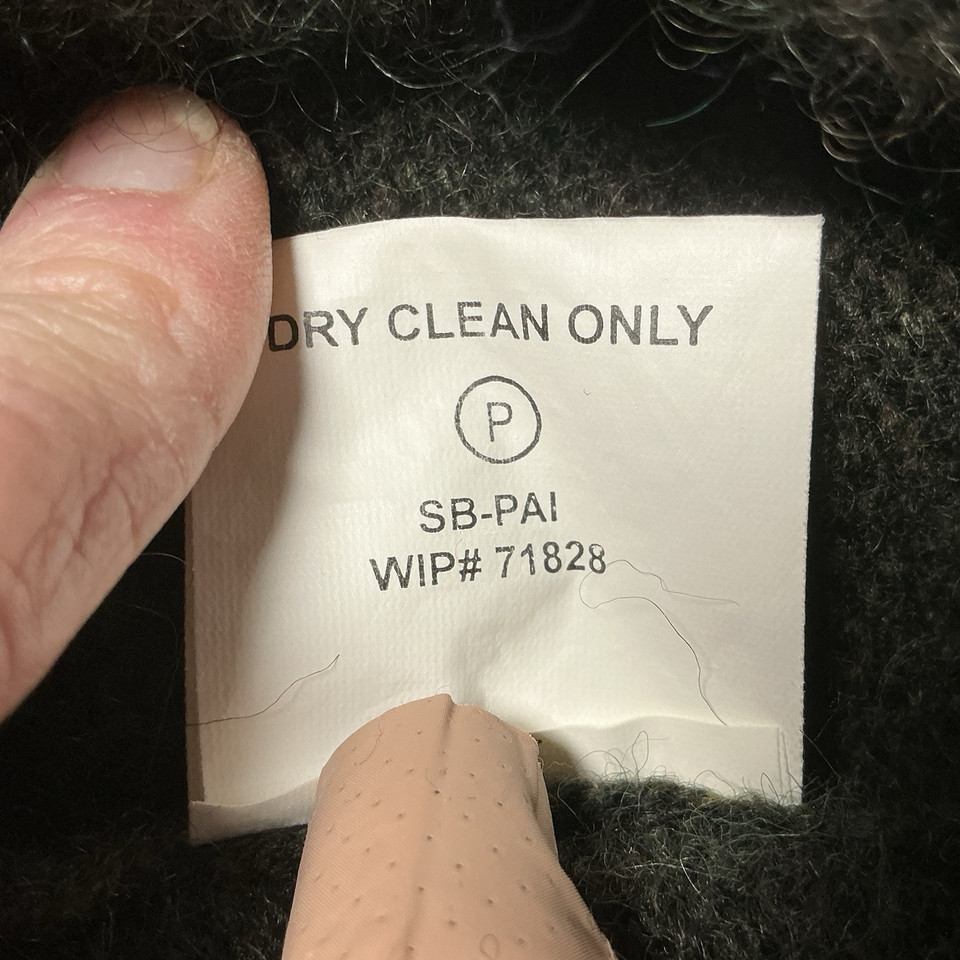 DRY CLEAN ONLY
P
SB-PAI
WIP# 71828